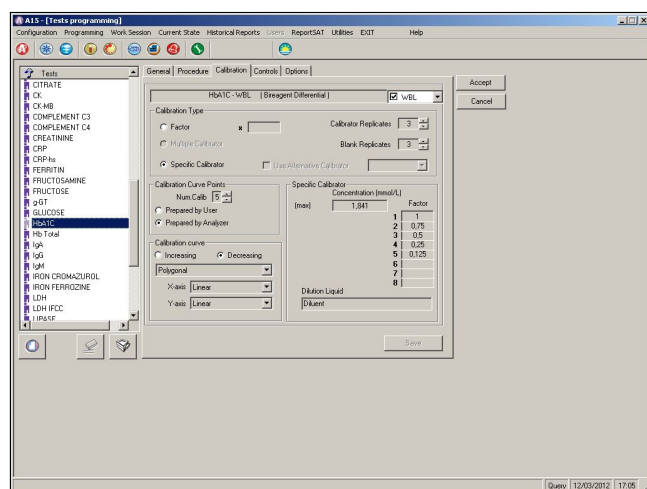 A15 - [Tests programming]
Configuration Programming Work Session Current State Historical Reports Users ReportSAT Utilities EXIT Help
Tests
CITRATE
CK
CK-MB
COMPLEMENT C3
COMPLEMENT C4
CREATININE
CRP
CRP-hs
FERRITIN
FRUCTOSAMINE
FRUCTOSE
g-GT
GLUCOSE
HbA1C
Hb Total
IgA
IgG
IgM
IRON CROMAZUROL
IRON FERROZINE
LDH
LDH IFCC
LIPASE
General Procedure Calibration Controls Options
HbA1C - WBL ( Bireagent Differential ) WBL
Calibration Type
Factor x Calibrator Replicates 3
Multiple Calibrator Blank Replicates 3
Specific Calibrator Use Alternative Calibrator
Calibration Curve Points
Num.Calib 5
Prepared by User
Prepared by Analyzer
Calibration curve
Increasing Decreasing
Polygonal
X-axis Linear
Y-axis Linear
Specific Calibrator
Concentration (mmol/L)
(max) 1,841 Factor
1 1
2 0,75
3 0,5
4 0,25
5 0,125
6
7
8
Dilution Liquid
Diluent
Save
Accept
Cancel
Query 12/03/2012 17:05